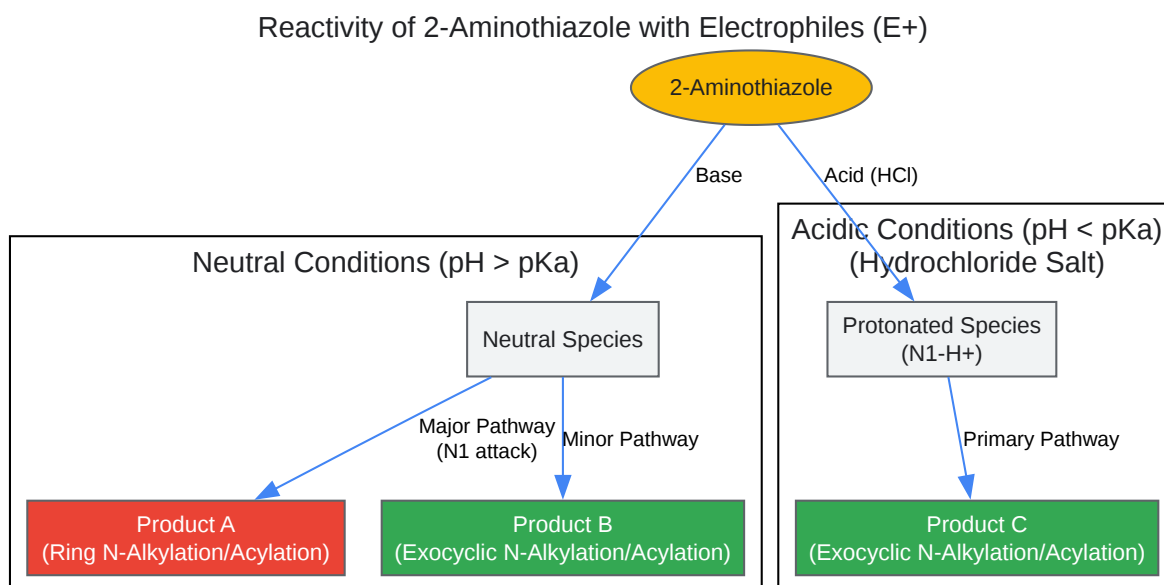 Reactivity of 2-Aminothiazole with Electrophiles (E+)
2-Aminothiazole
Base
Acid (HCl)
Neutral Conditions (pH > pKa)
Acidic Conditions (pH < pKa)
(Hydrochloride Salt)
Neutral Species
Protonated Species
(N1-H+)
Major Pathway
(N1 attack)
Minor Pathway
Primary Pathway
Product A
(Ring N-Alkylation/Acylation)
Product B
(Exocyclic N-Alkylation/Acylation)
Product C
(Exocyclic N-Alkylation/Acylation)